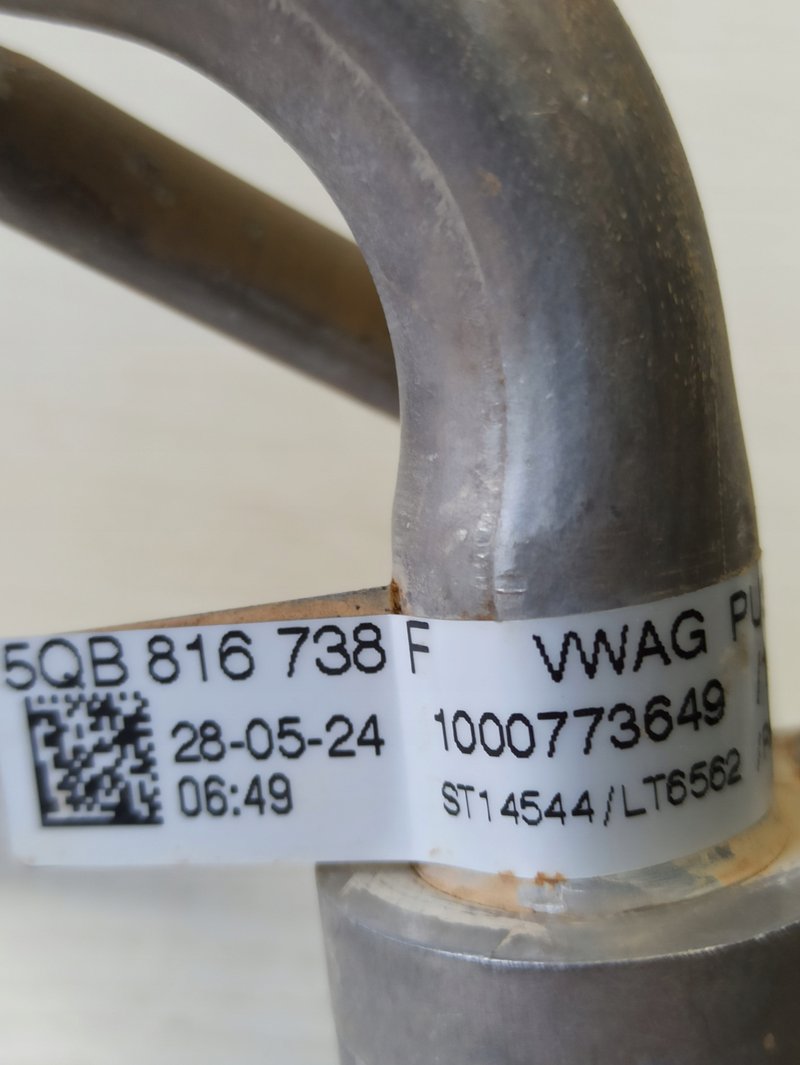 5QB 816 738 F VWAG
28-05-24 1000773649
06:49 ST14544/LT6562